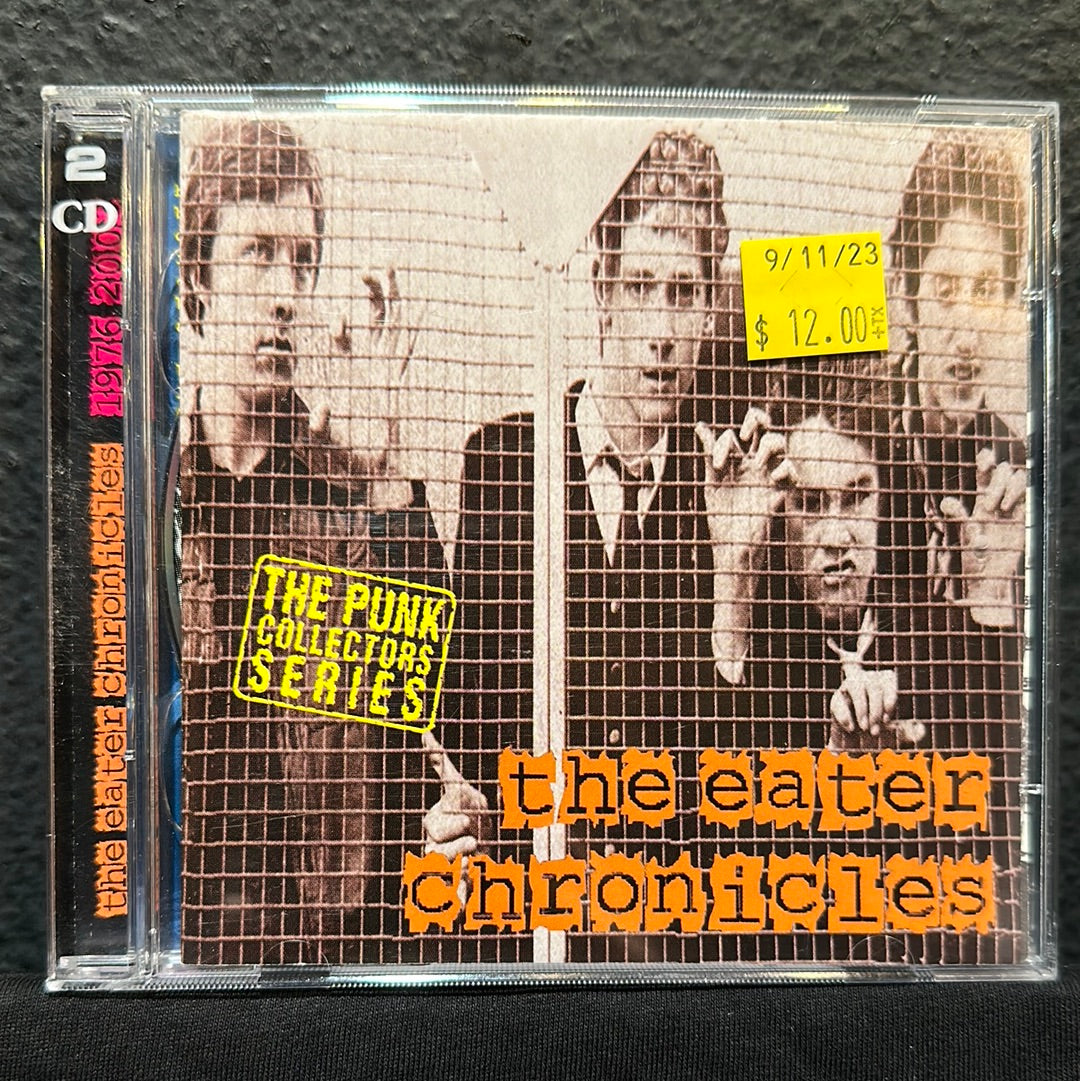 2
CD
the eater chronicles 1976 200
9/11/23
$ 12.00+TX
THE PUNK
COLLECTORS
SERIES
the eater
chronicles